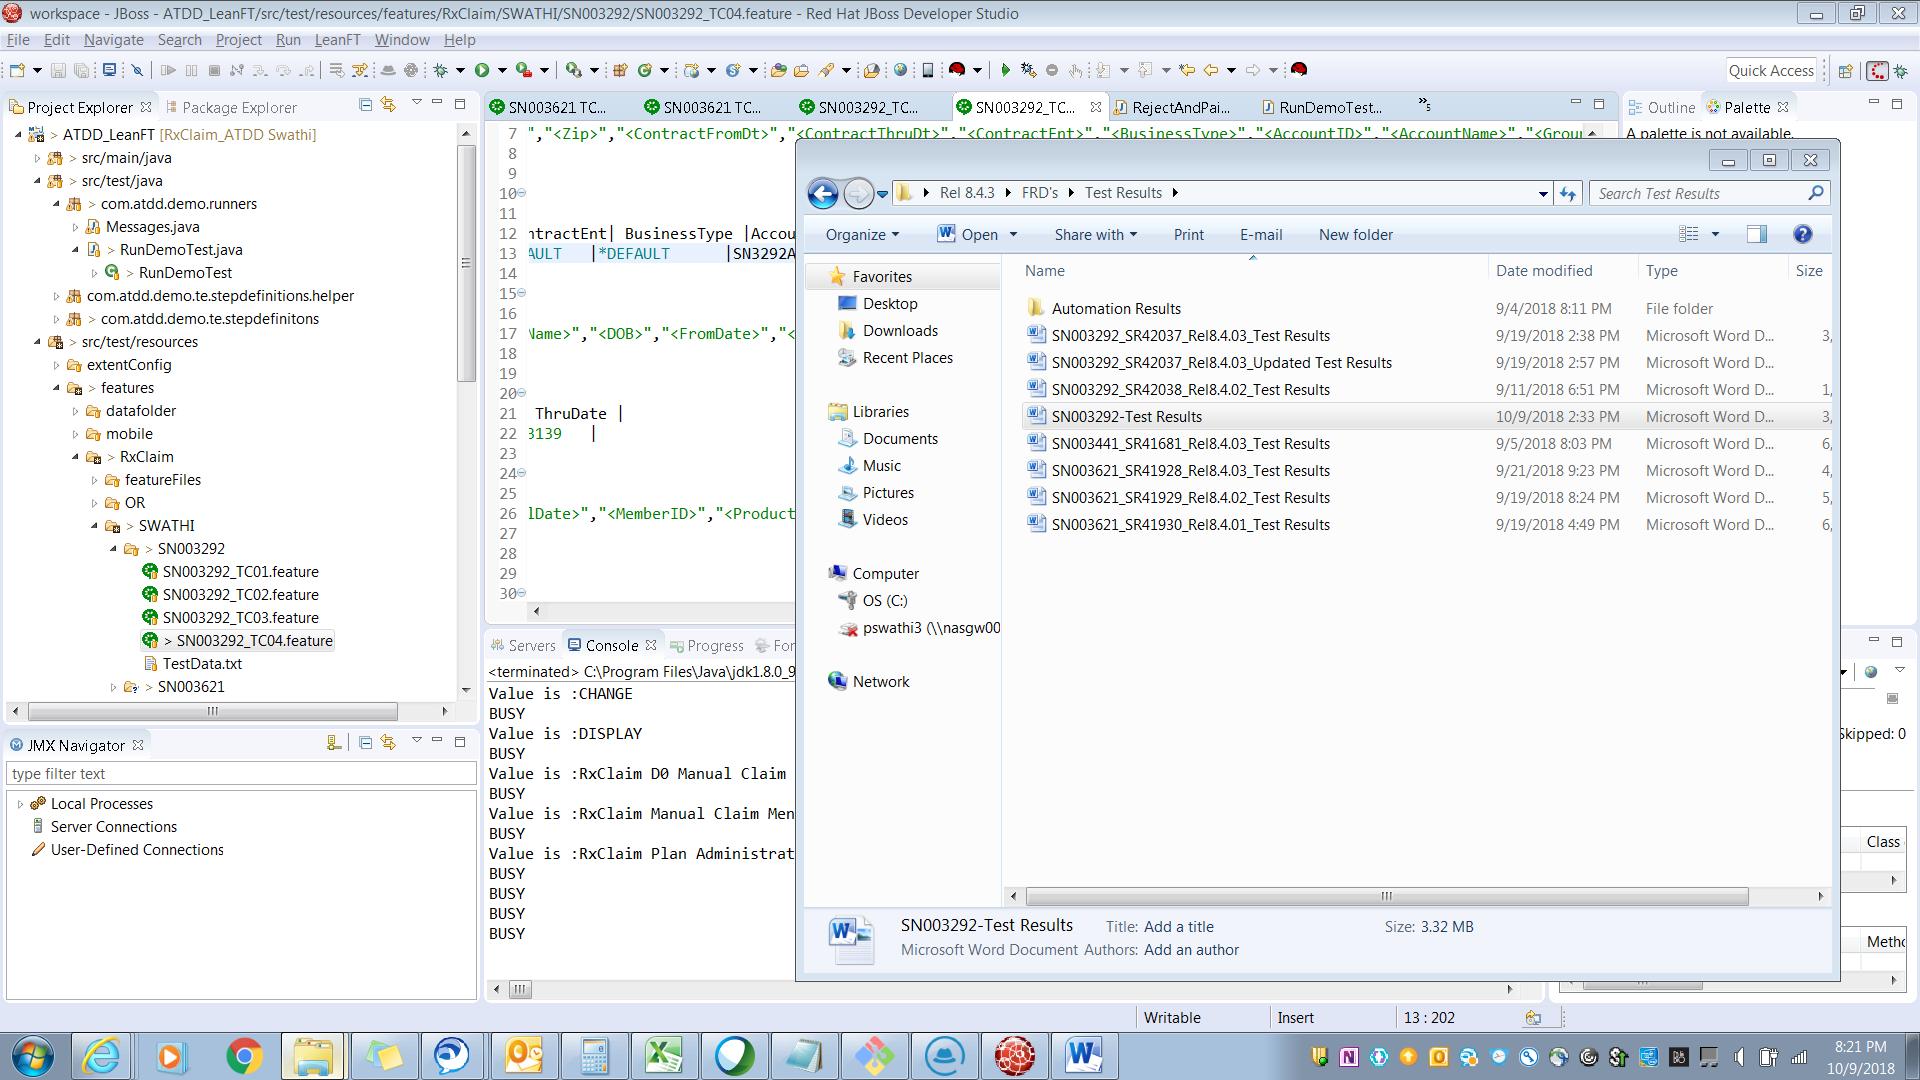 workspace - JBoss - ATDD_LeanFT/src/test/resources/features/RxClaim/SWATHI/SN003292/SN003292_TC04.feature - Red Hat JBoss Developer Studio
File Edit Navigate Search Project Run LeanFT Window Help
Quick Access
Project Explorer Package Explorer
ATDD_LeanFT [RxClaim_ATDD Swathi]
> src/main/java
> src/test/java
> com.atdd.demo.runners
Messages.java
> RunDemoTest.java
> RunDemoTest
com.atdd.demo.te.stepdefinitions.helper
> com.atdd.demo.te.stepdefinitons
> src/test/resources
extentConfig
> features
datafolder
mobile
> RxClaim
featureFiles
OR
> SWATHI
> SN003292
SN003292_TC01.feature
SN003292_TC02.feature
SN003292_TC03.feature
> SN003292_TC04.feature
TestData.txt
> SN003621
JMX Navigator
type filter text
Local Processes
Server Connections
User-Defined Connections
SN003621 TC... SN003621 TC... SN003292_TC... SN003292_TC... RejectAndPai... RunDemoTest... »5
7 ","<Zip>","<ContractFromDt>","<ContractThruDt>","<ContractEnt>","<BusinessType>","<AccountID>","<AccountName>","<Grou
8
9
10
11
12 ntractEnt| BusinessType |Accou
13 AULT |*DEFAULT |SN3292A
14
15
16
17 Name>","<DOB>","<FromDate>","<
18
19
20
21 ThruDate |
22 3139 |
23
24
25
26 lDate>","<MemberID>","<Product
27
28
29
30
Outline Palette
A palette is not available.
Servers Console Progress For
<terminated> C:\Program Files\Java\jdk1.8.0_9
Value is :CHANGE
BUSY
Value is :DISPLAY
BUSY
Value is :RxClaim D0 Manual Claim
BUSY
Value is :RxClaim Manual Claim Men
BUSY
Value is :RxClaim Plan Administrat
BUSY
BUSY
BUSY
BUSY
Skipped: 0
Class
Metho
Rel 8.4.3 FRD's Test Results
Search Test Results
Organize Open Share with Print E-mail New folder
Favorites
Desktop
Downloads
Recent Places
Libraries
Documents
Music
Pictures
Videos
Computer
OS (C:)
pswathi3 (\\nasgw00
Network
Name Date modified Type Size
Automation Results 9/4/2018 8:11 PM File folder
SN003292_SR42037_Rel8.4.03_Test Results 9/19/2018 2:38 PM Microsoft Word D... 3,
SN003292_SR42037_Rel8.4.03_Updated Test Results 9/19/2018 2:57 PM Microsoft Word D...
SN003292_SR42038_Rel8.4.02_Test Results 9/11/2018 6:51 PM Microsoft Word D... 1,
SN003292-Test Results 10/9/2018 2:33 PM Microsoft Word D... 3,
SN003441_SR41681_Rel8.4.03_Test Results 9/5/2018 8:03 PM Microsoft Word D... 6,
SN003621_SR41928_Rel8.4.03_Test Results 9/21/2018 9:23 PM Microsoft Word D... 4,
SN003621_SR41929_Rel8.4.02_Test Results 9/19/2018 8:24 PM Microsoft Word D... 5,
SN003621_SR41930_Rel8.4.01_Test Results 9/19/2018 4:49 PM Microsoft Word D... 6,
SN003292-Test Results Title: Add a title Size: 3.32 MB
Microsoft Word Document Authors: Add an author
Writable Insert 13 : 202
8:21 PM
10/9/2018